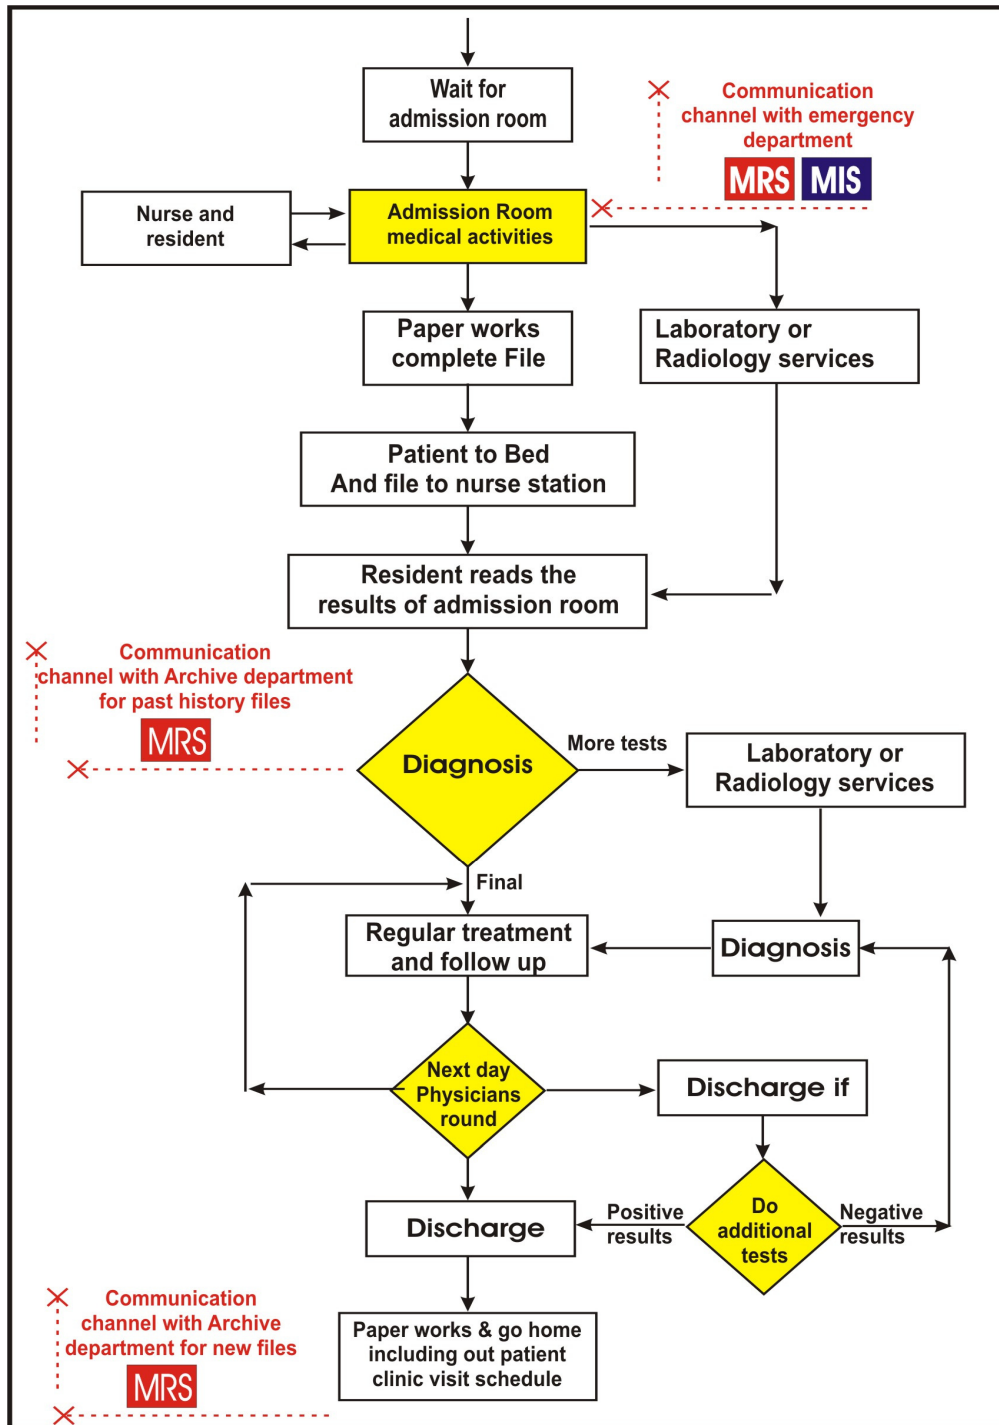 Wait for
admission room
Communication
channel with emergency
department
MRS MIS
Nurse and
resident
Admission Room
medical activities
Paper works
complete File
Laboratory or
Radiology services
Patient to Bed
And file to nurse station
Resident reads the
results of admission room
Communication
channel with Archive department
for past history files
MRS
Diagnosis
More tests
Laboratory or
Radiology services
Final
Regular treatment
and follow up
Diagnosis
Next day
Physicians
round
Discharge if
Discharge
Positive
results
Do
additional
tests
Negative
results
Communication
channel with Archive
department for new files
MRS
Paper works & go home
including out patient
clinic visit schedule